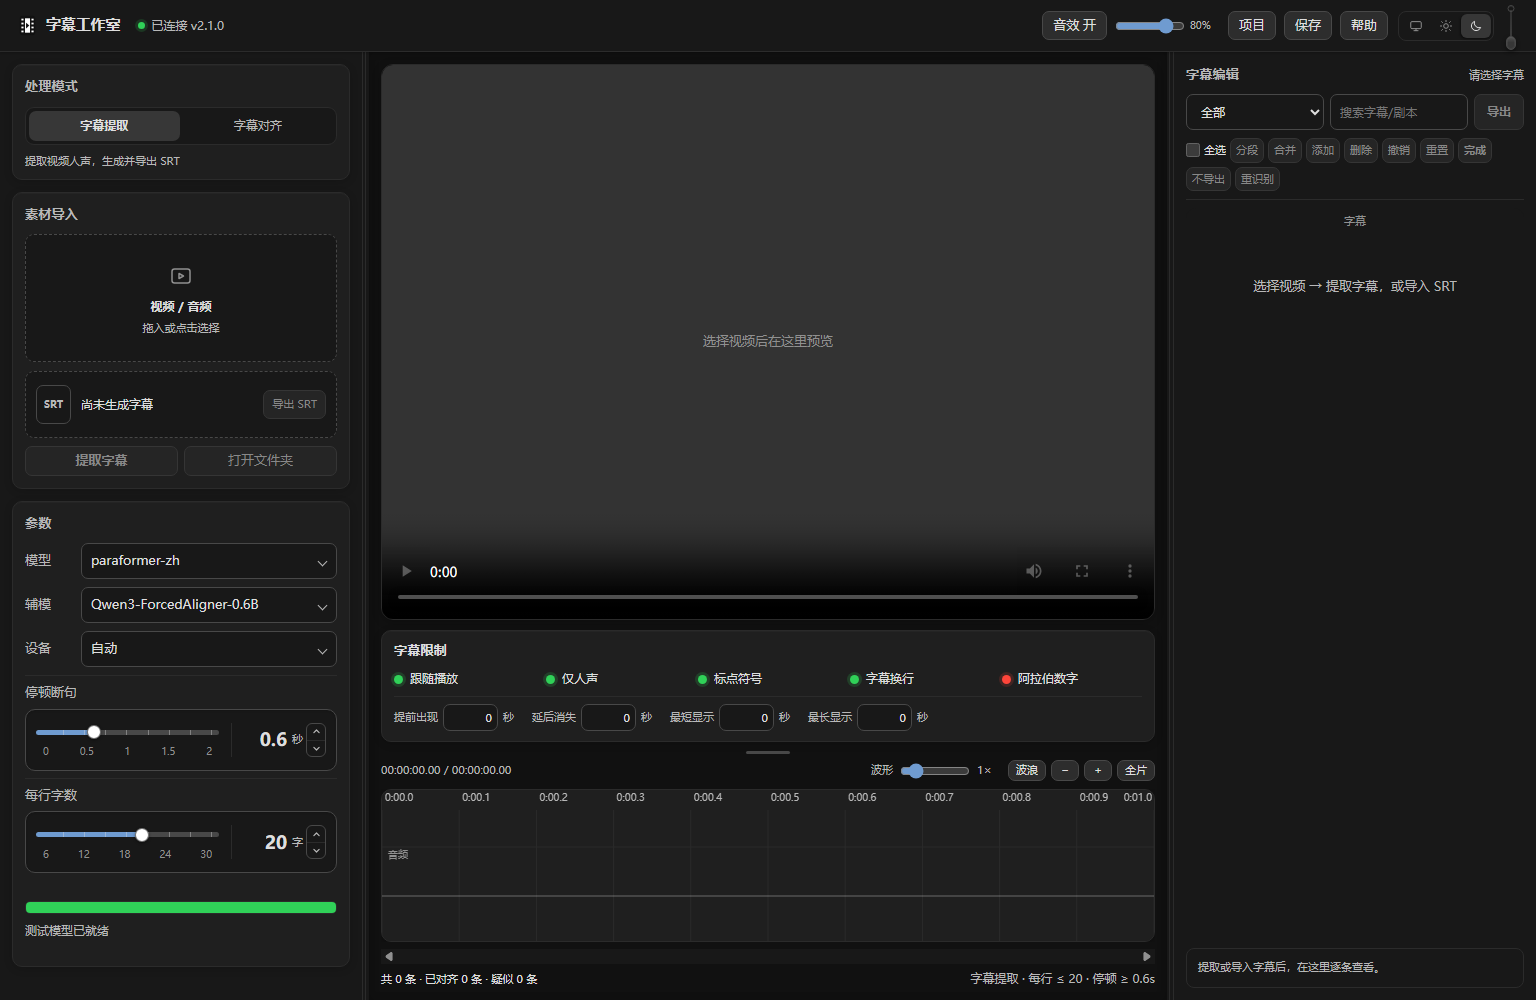 字幕工作室
已连接 v2.1.0
音效 开
80%
项目
保存
帮助
处理模式
字幕提取
字幕对齐
提取视频人声，生成并导出 SRT
素材导入
视频 / 音频
拖入或点击选择
SRT
尚未生成字幕
导出 SRT
提取字幕
打开文件夹
参数
模型
paraformer-zh
辅模
Qwen3-ForcedAligner-0.6B
设备
自动
停顿断句
0 0.5 1 1.5 2
0.6 秒
每行字数
6 12 18 24 30
20 字
测试模型已就绪
选择视频后在这里预览
0:00
字幕限制
跟随播放
仅人声
标点符号
字幕换行
阿拉伯数字
提前出现 0 秒
延后消失 0 秒
最短显示 0 秒
最长显示 0 秒
00:00:00.00 / 00:00:00.00
波形
1×
波浪
−
+
全片
0:00.0 0:00.1 0:00.2 0:00.3 0:00.4 0:00.5 0:00.6 0:00.7 0:00.8 0:00.9 0:01.0
音频
共 0 条 · 已对齐 0 条 · 疑似 0 条
字幕提取 · 每行 ≤ 20 · 停顿 ≥ 0.6s
字幕编辑
请选择字幕
全部
搜索字幕/剧本
导出
全选
分段
合并
添加
删除
撤销
重置
完成
不导出
重识别
字幕
选择视频 → 提取字幕，或导入 SRT
提取或导入字幕后，在这里逐条查看。